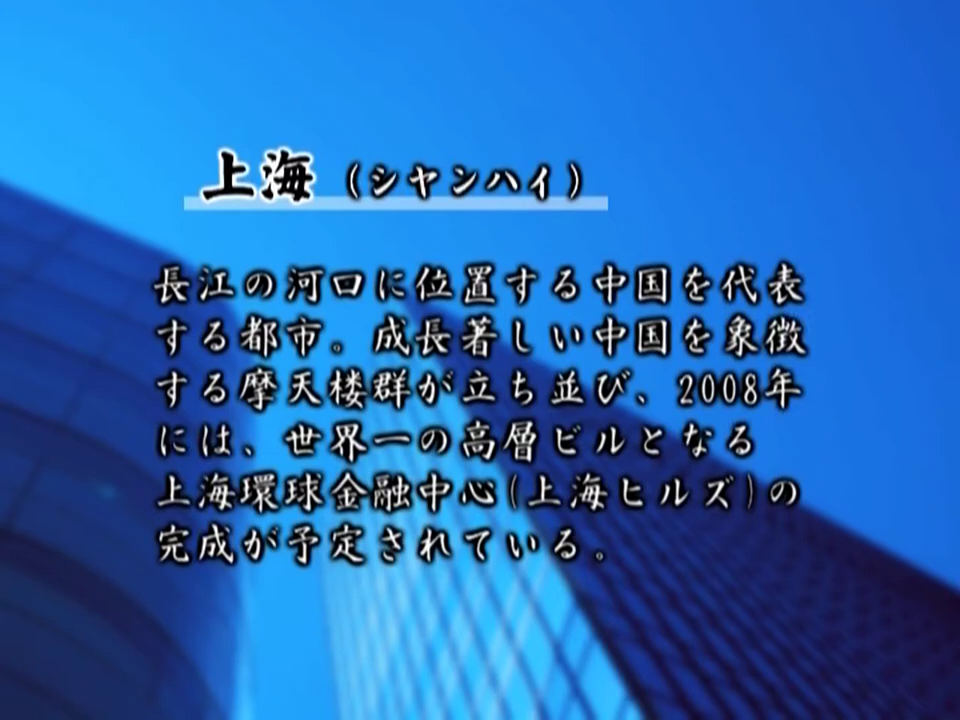 上海（シヤンハイ）
長江の河口に位置する中国を代表
する都市。成長著しい中国を象徴
する摩天楼群が立ち並び、2008年
には、世界一の高層ビルとなる
上海環球金融中心(上海ヒルズ)の
完成が予定されている。